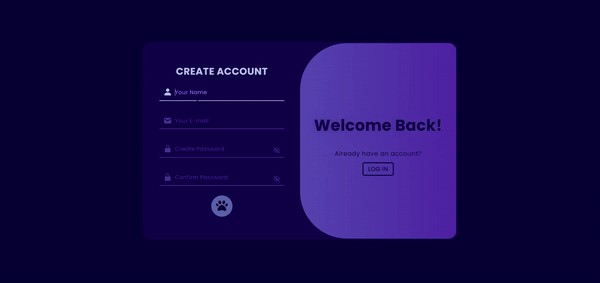 CREATE ACCOUNT
Your Name
Your E-mail
Create Password
Confirm Password
Welcome Back!
Already have an account?
LOG IN